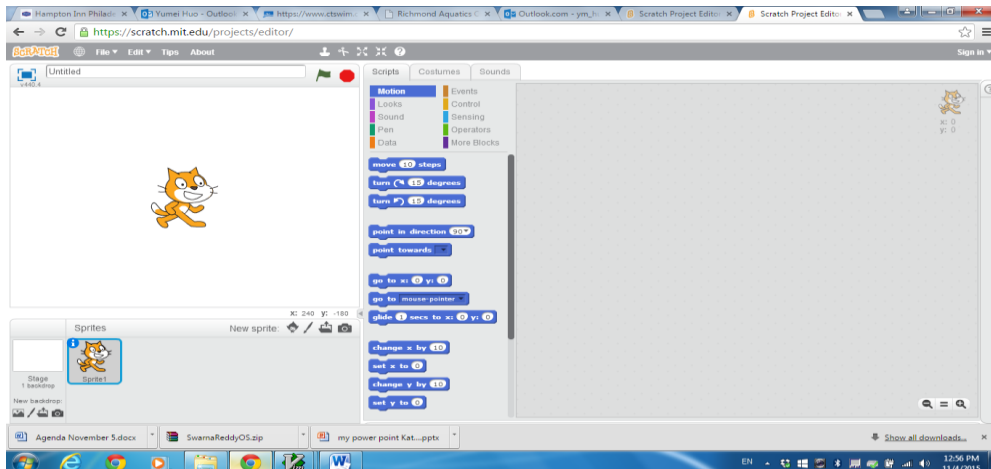 Hampton Inn Philade × Yumei Huo - Outlook × https://www.ctswim. × Richmond Aquatics C × Outlook.com - ym_h × Scratch Project Editor × Scratch Project Editor ×
https://scratch.mit.edu/projects/editor/
SCRATCH File Edit Tips About Sign in
Untitled
v440.4
Scripts Costumes Sounds
Motion Events
Looks Control
Sound Sensing
Pen Operators
Data More Blocks
x: 0
y: 0
move 10 steps
turn 15 degrees
turn 15 degrees
point in direction 90
point towards
go to x: 0 y: 0
go to mouse-pointer
glide 1 secs to x: 0 y: 0
change x by 10
set x to 0
change y by 10
set y to 0
X: 240 y: -180
Sprites New sprite:
Stage
1 backdrop
Sprite1
New backdrop:
Agenda November 5.docx SwarnaReddyOS.zip my power point Kat....pptx Show all downloads...
EN 12:56 PM
11/4/2015